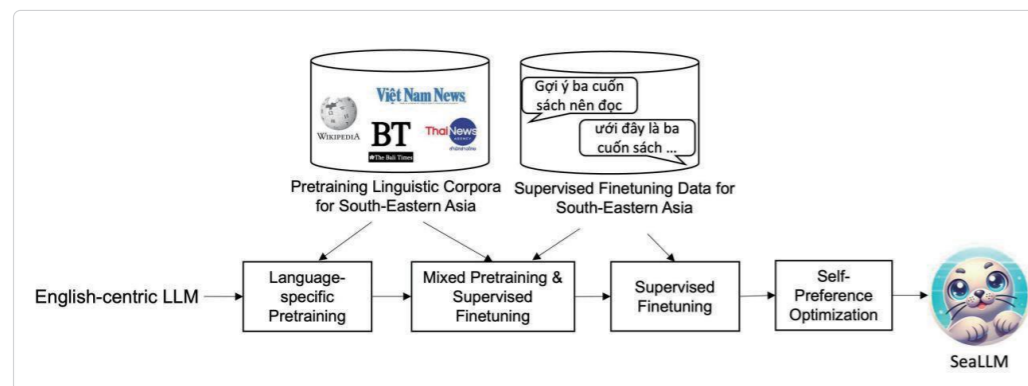 Việt Nam News
WIKIPEDIA
BT
The Bali Times
ThaiNews
AGENCY
Gợi ý ba cuốn
sách nên đọc
ưới đây là ba
cuốn sách ...
Pretraining Linguistic Corpora
for South-Eastern Asia
Supervised Finetuning Data for
South-Eastern Asia
English-centric LLM
Language-
specific
Pretraining
Mixed Pretraining &
Supervised
Finetuning
Supervised
Finetuning
Self-
Preference
Optimization
SeaLLM